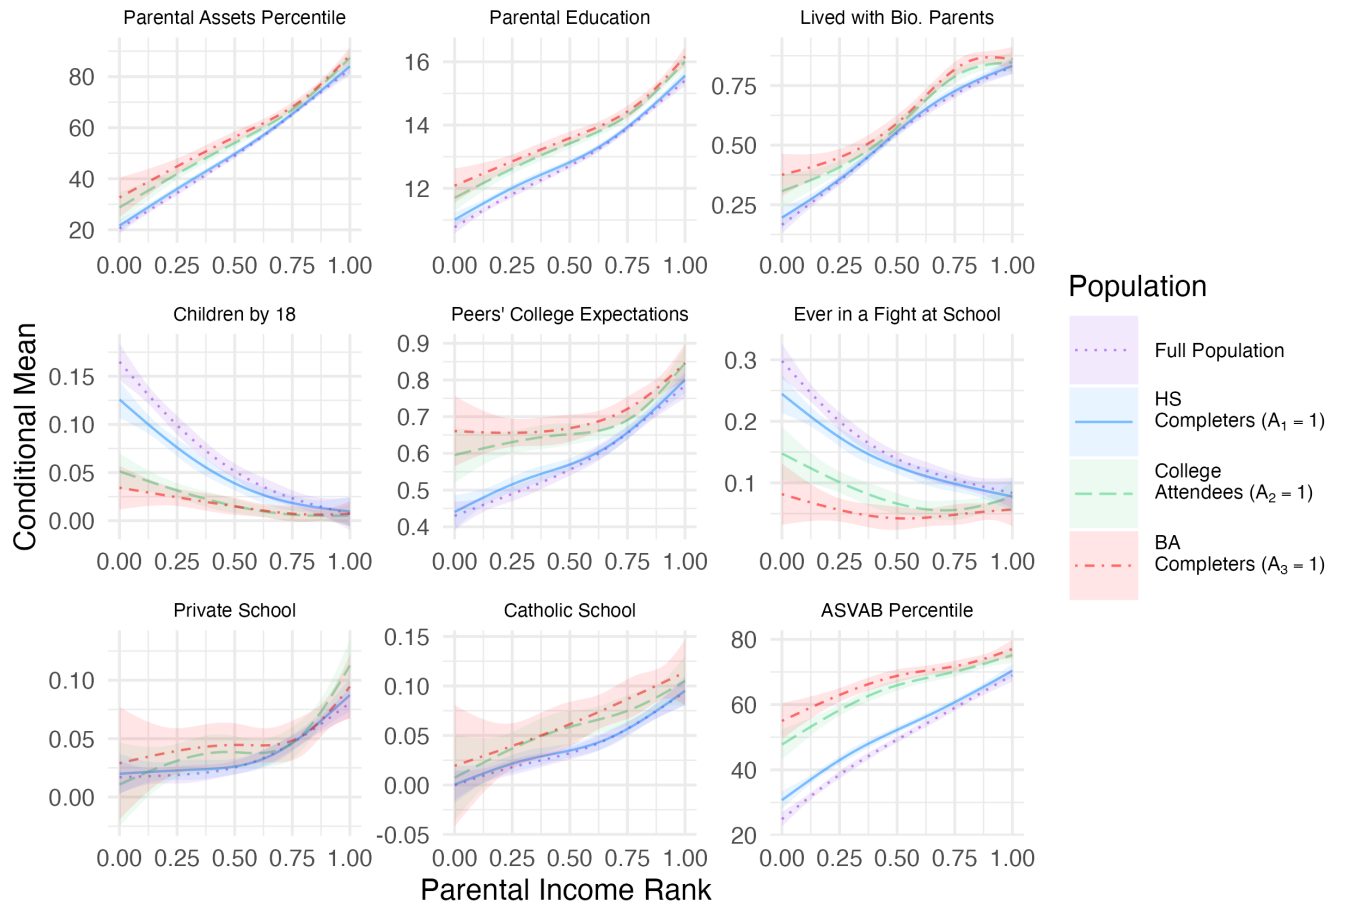 Parental Assets Percentile
Parental Education
Lived with Bio. Parents
80
60
40
20
0.00 0.25 0.50 0.75 1.00
16
14
12
0.00 0.25 0.50 0.75 1.00
0.75
0.50
0.25
0.00 0.25 0.50 0.75 1.00
Children by 18
Peers' College Expectations
Ever in a Fight at School
0.15
0.10
0.05
0.00
0.00 0.25 0.50 0.75 1.00
0.9
0.8
0.7
0.6
0.5
0.4
0.00 0.25 0.50 0.75 1.00
0.3
0.2
0.1
0.00 0.25 0.50 0.75 1.00
Private School
Catholic School
ASVAB Percentile
0.10
0.05
0.00
0.00 0.25 0.50 0.75 1.00
0.15
0.10
0.05
0.00
-0.05
0.00 0.25 0.50 0.75 1.00
80
60
40
20
0.00 0.25 0.50 0.75 1.00
Conditional Mean
Parental Income Rank
Population
Full Population
HS
Completers (A₁ = 1)
College
Attendees (A₂ = 1)
BA
Completers (A₃ = 1)